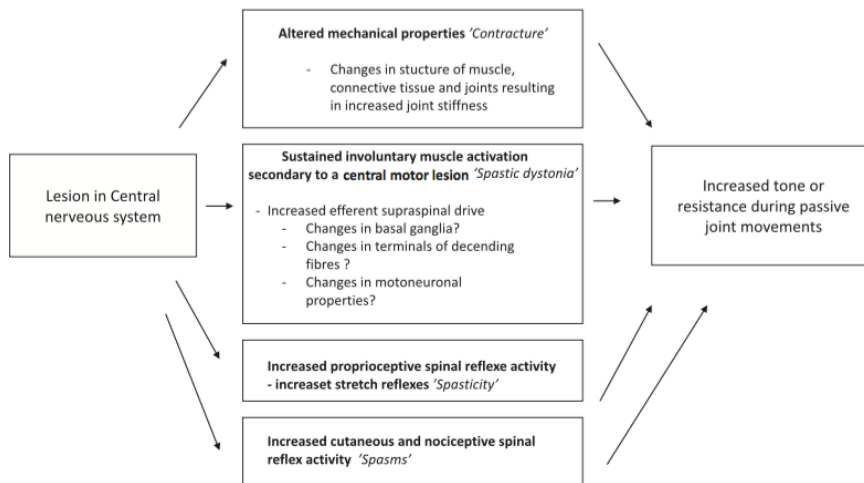 Altered mechanical properties 'Contracture'
- Changes in stucture of muscle,
connective tissue and joints resulting
in increased joint stiffness
Lesion in Central
nerveous system
Sustained involuntary muscle activation
secondary to a central motor lesion 'Spastic dystonia'
- Increased efferent supraspinal drive
- Changes in basal ganglia?
- Changes in terminals of decending
fibres ?
- Changes in motoneuronal
properties?
Increased tone or
resistance during passive
joint movements
Increased proprioceptive spinal reflexe activity
- increaset stretch reflexes 'Spasticity'
Increased cutaneous and nociceptive spinal
reflex activity 'Spasms'